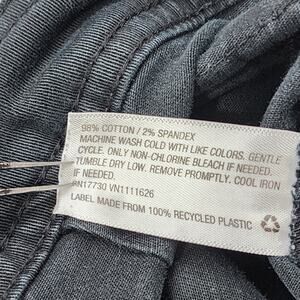 98% COTTON / 2% SPANDEX
MACHINE WASH COLD WITH LIKE COLORS. GENTLE
CYCLE. ONLY NON-CHLORINE BLEACH IF NEEDED.
TUMBLE DRY LOW. REMOVE PROMPTLY. COOL IRON
IF NEEDED.
RN17730 VN1111626
LABEL MADE FROM 100% RECYCLED PLASTIC